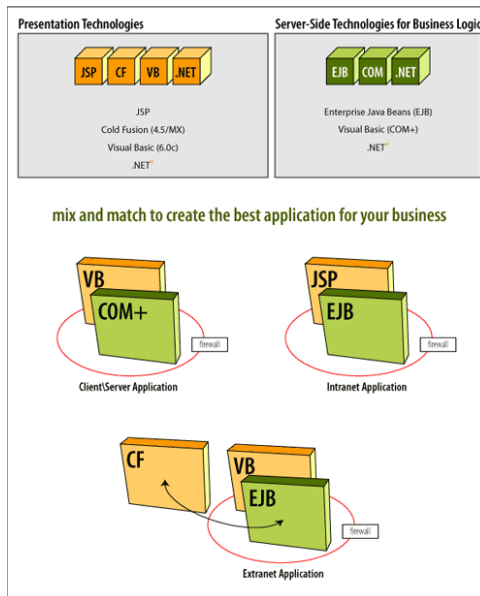 Presentation Technologies
JSP CF VB .NET
JSP
Cold Fusion (4.5/MX)
Visual Basic (6.0c)
.NET*
Server-Side Technologies for Business Logic
EJB COM .NET
Enterprise Java Beans (EJB)
Visual Basic (COM+)
.NET*
mix and match to create the best application for your business
VB
COM+
firewall
Client\Server Application
JSP
EJB
firewall
Intranet Application
CF
VB
EJB
firewall
Extranet Application